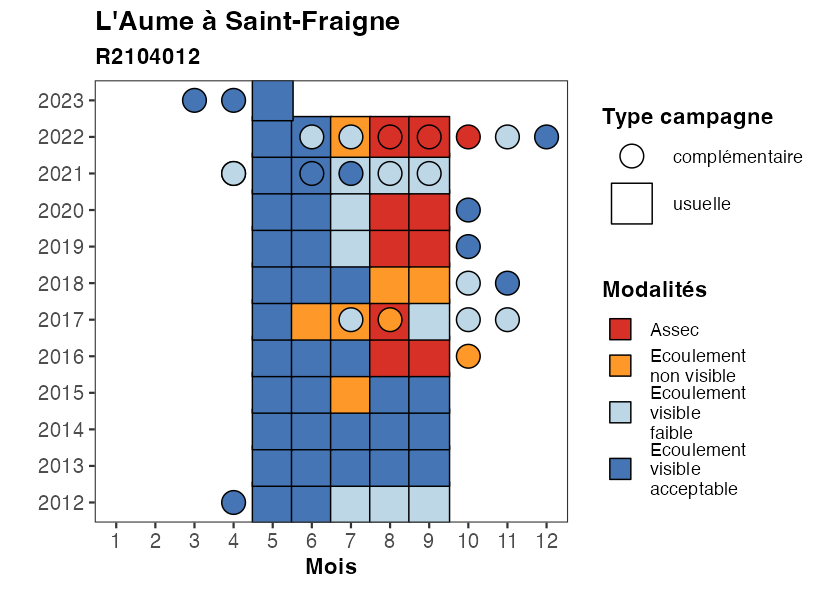 L'Aume à Saint-Fraigne
R2104012
2023
2022
2021
2020
2019
2018
2017
2016
2015
2014
2013
2012
1 2 3 4 5 6 7 8 9 10 11 12
Mois
Type campagne
complémentaire
usuelle
Modalités
Assec
Ecoulement
non visible
Ecoulement
visible
faible
Ecoulement
visible
acceptable